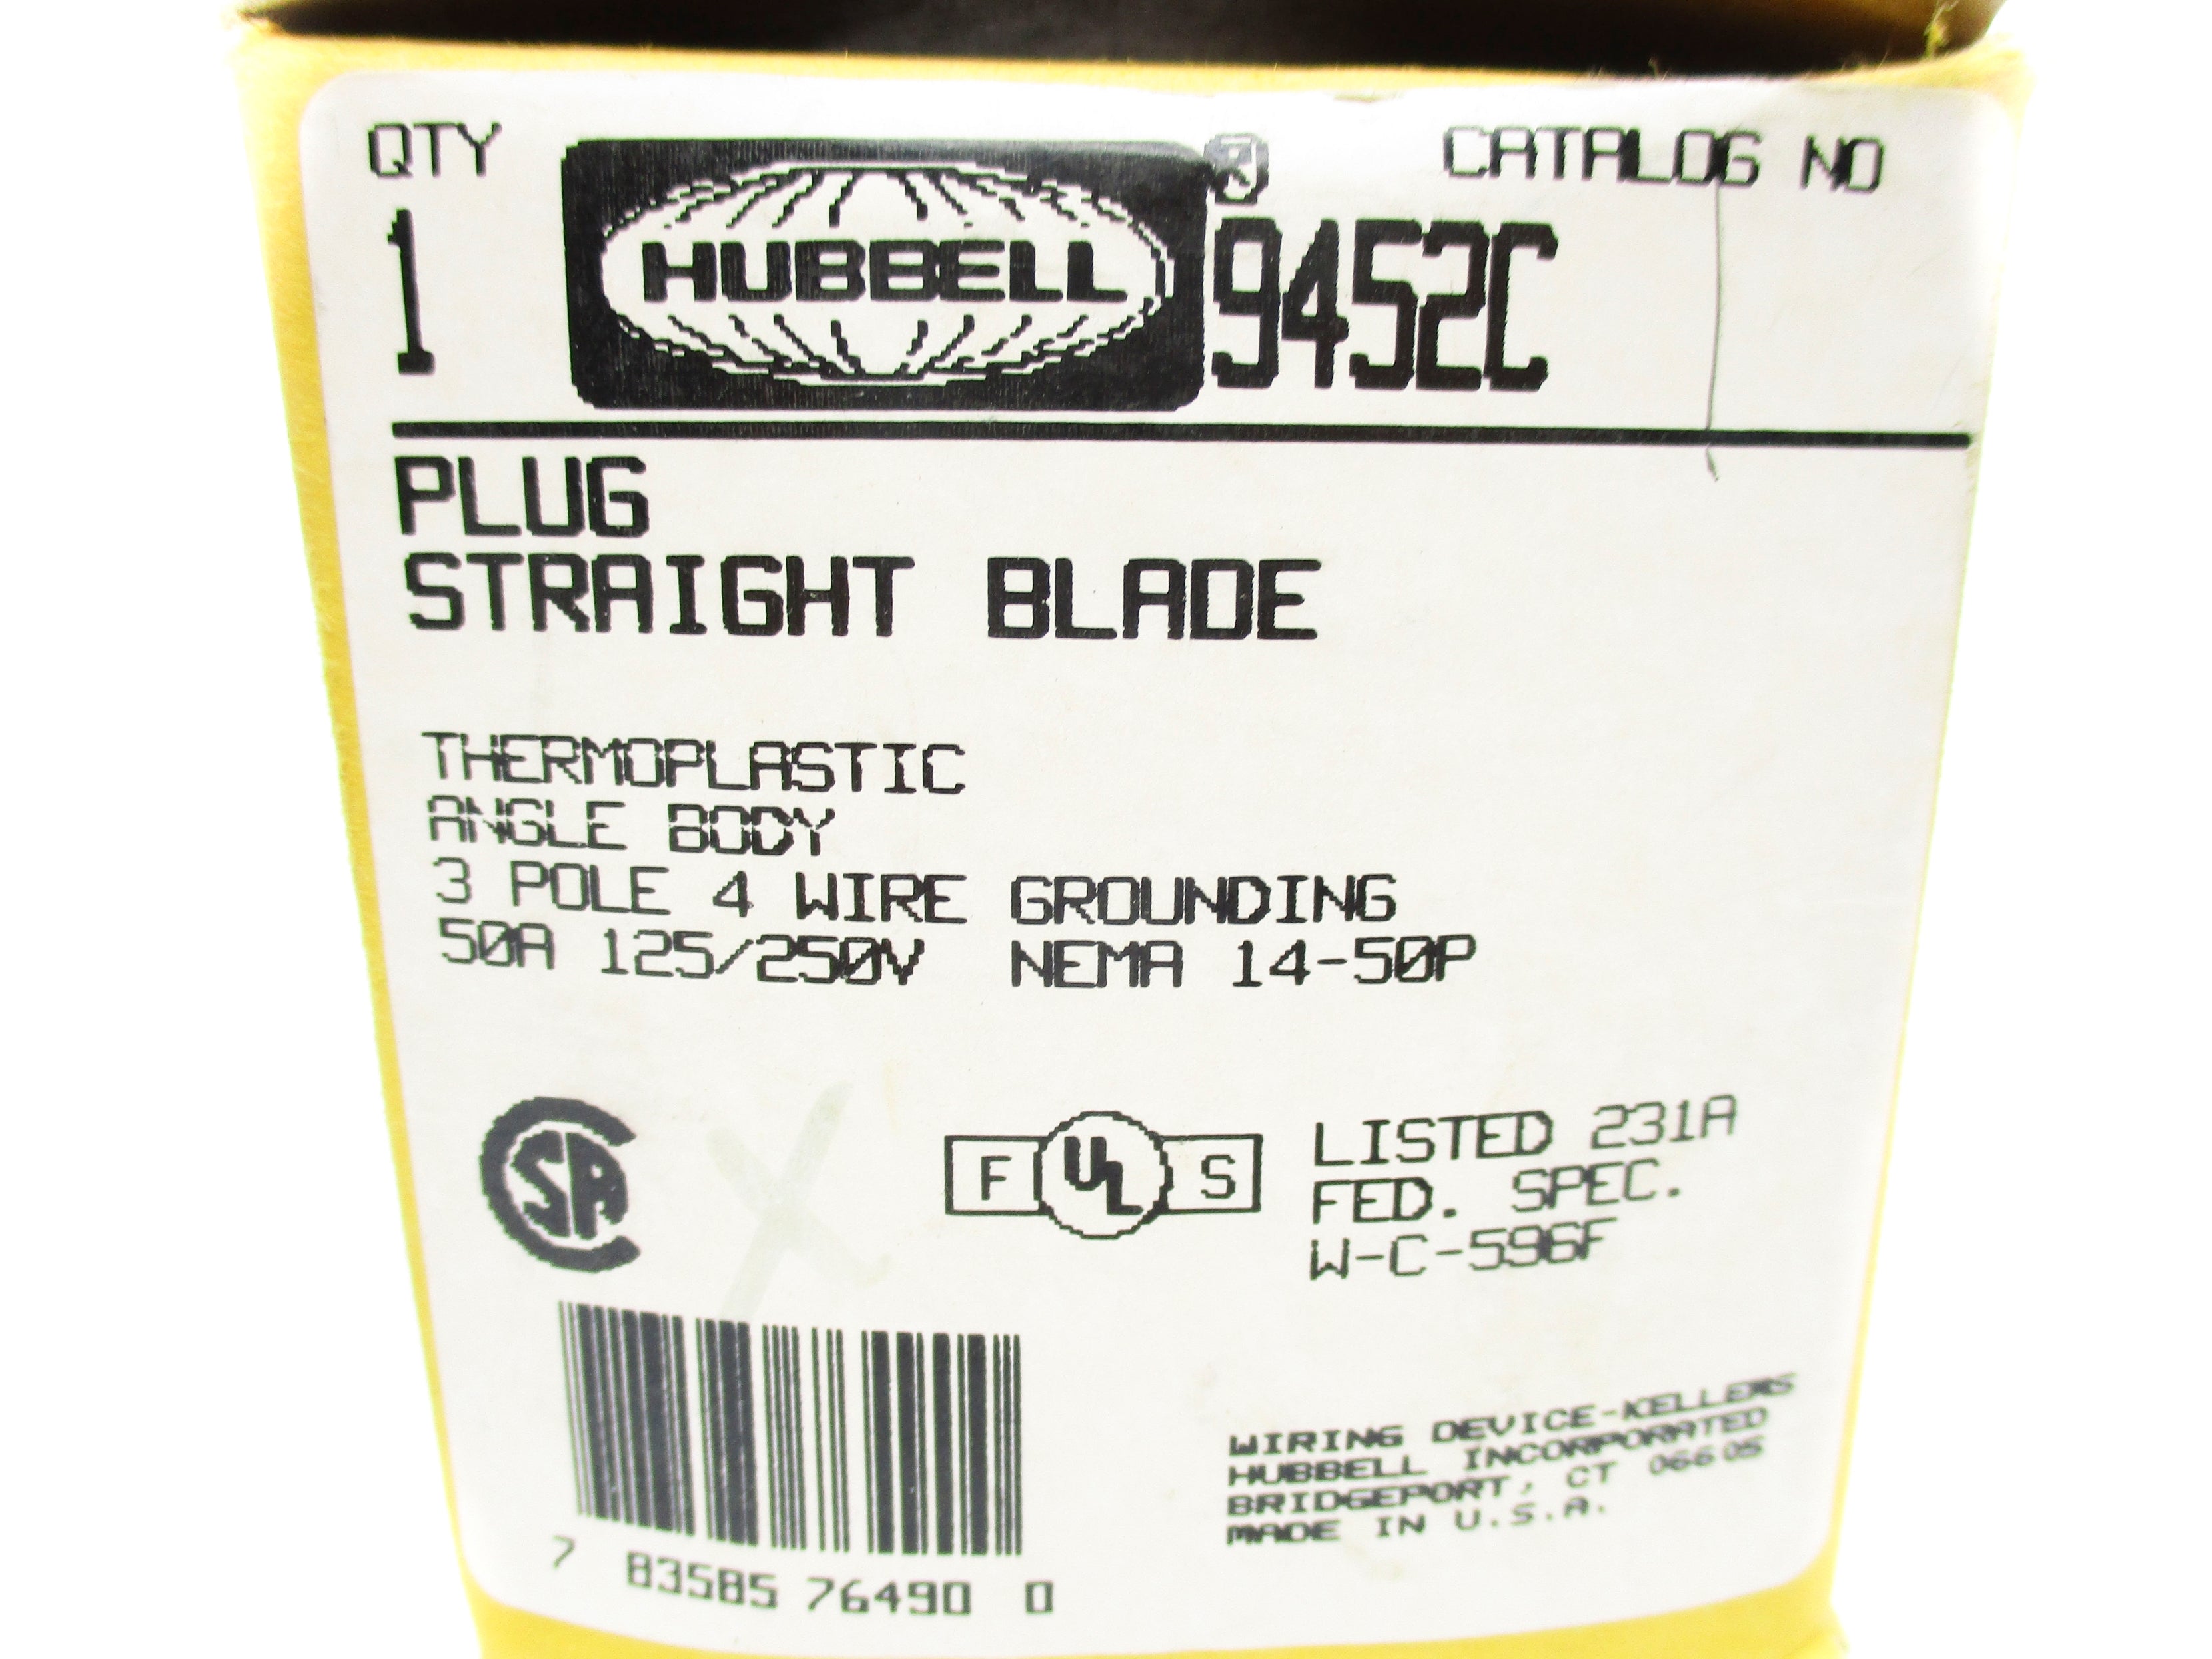 QTY CATALOG NO
1 HUBBELL® 9452C
PLUG
STRAIGHT BLADE
THERMOPLASTIC
ANGLE BODY
3 POLE 4 WIRE GROUNDING
50A 125/250V NEMA 14-50P
CSA F UL S LISTED 231A
FED. SPEC.
W-C-596F
WIRING DEVICE-KELLEMS
HUBBELL INCORPORATED
BRIDGEPORT, CT 06605
MADE IN U.S.A.
7 83585 76490 0